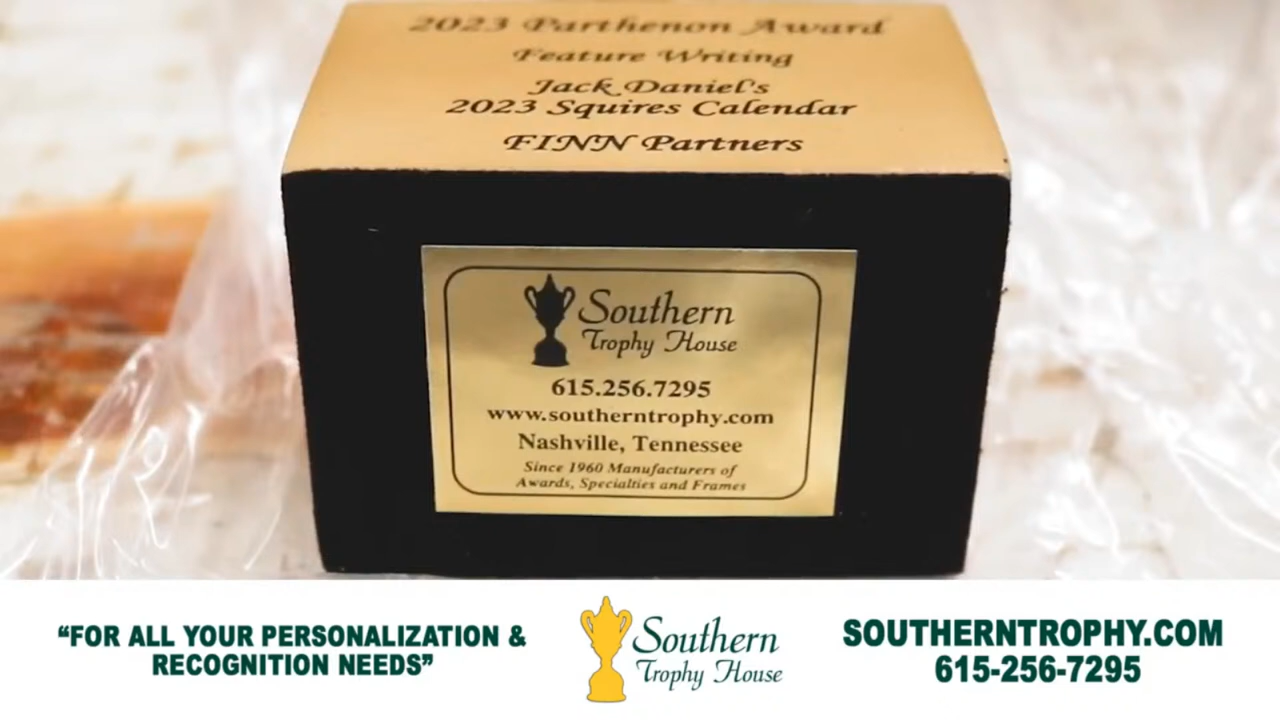 2023 Parthenon Award
Feature Writing
Jack Daniel's
2023 Squires Calendar
FINN Partners
Southern
Trophy House
615.256.7295
www.southerntrophy.com
Nashville, Tennessee
Since 1960 Manufacturers of
Awards, Specialties and Frames
“FOR ALL YOUR PERSONALIZATION &
RECOGNITION NEEDS”
Southern
Trophy House
SOUTHERNTROPHY.COM
615-256-7295